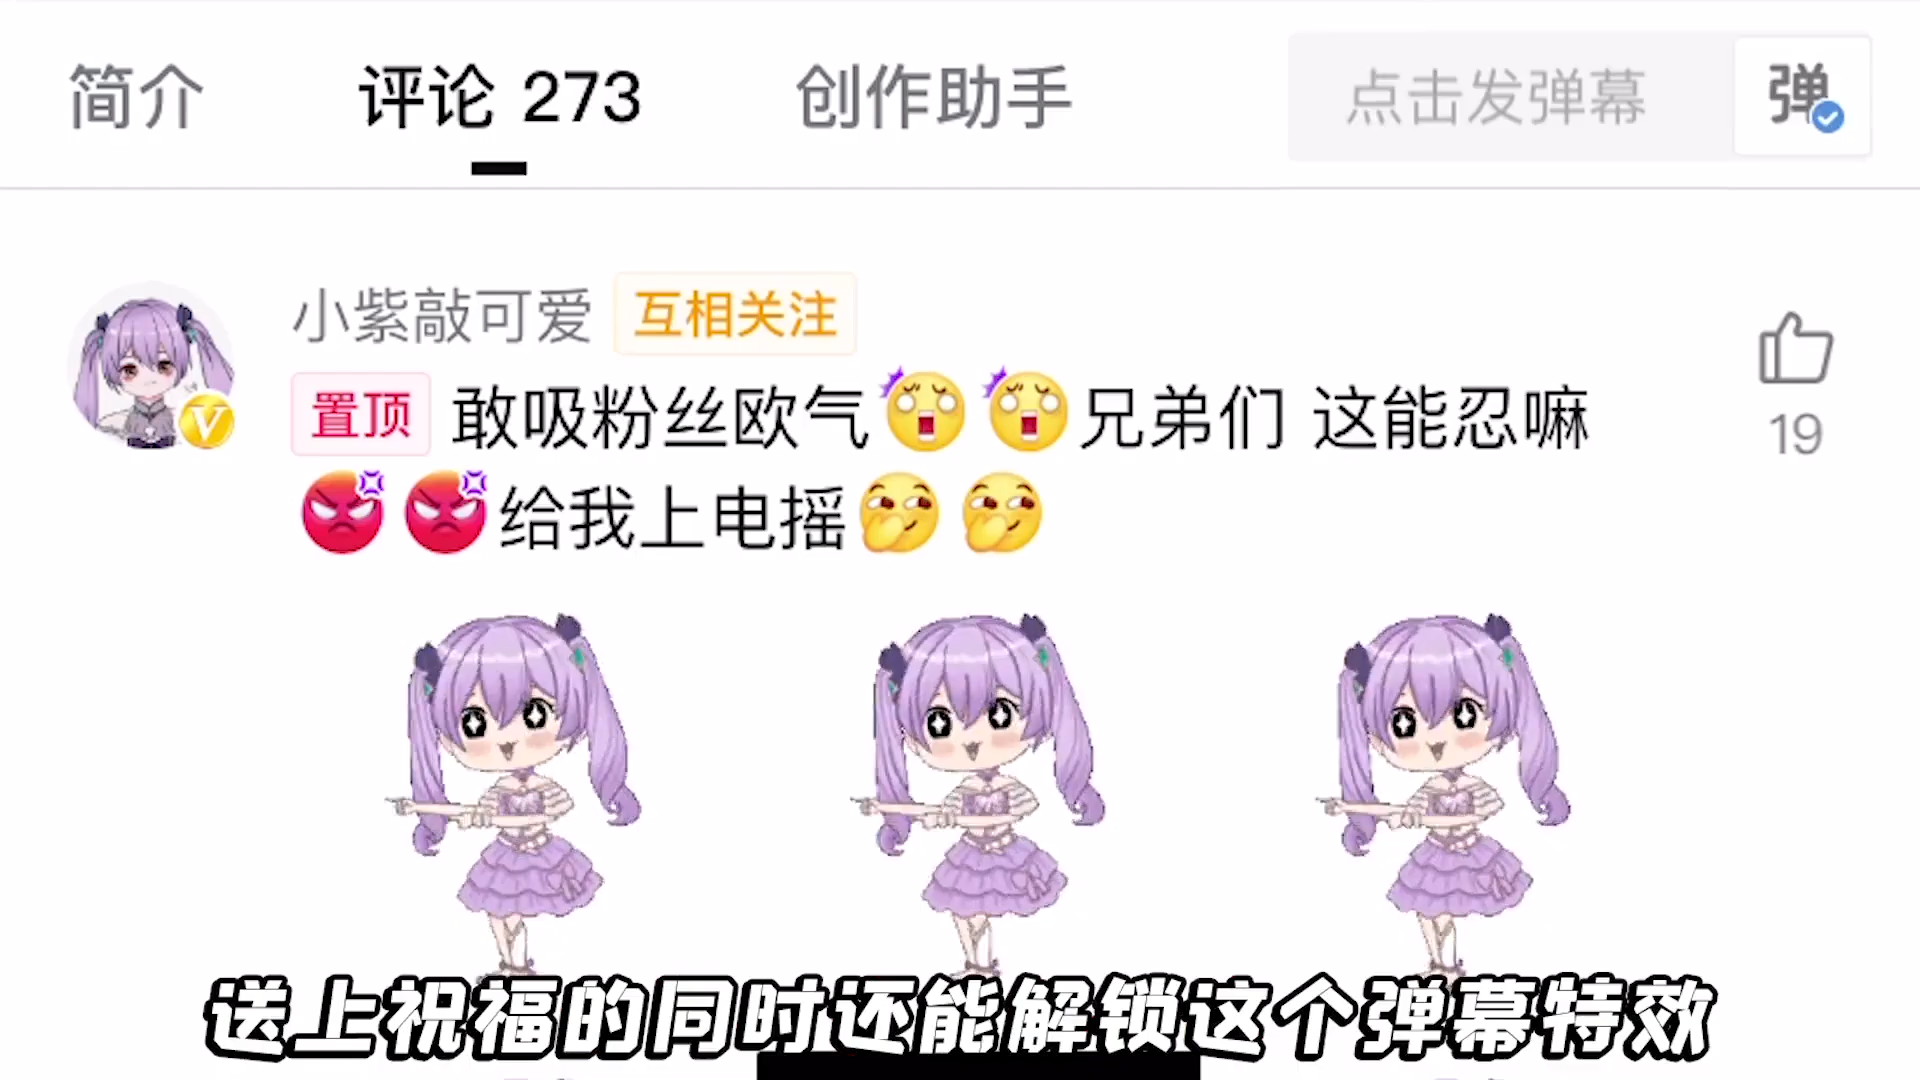 简介 评论 273 创作助手 点击发弹幕 弹
小紫敲可爱 互相关注
置顶 敢吸粉丝欧气兄弟们 这能忍嘛
给我上电摇
19
送上祝福的同时还能解锁这个弹幕特效